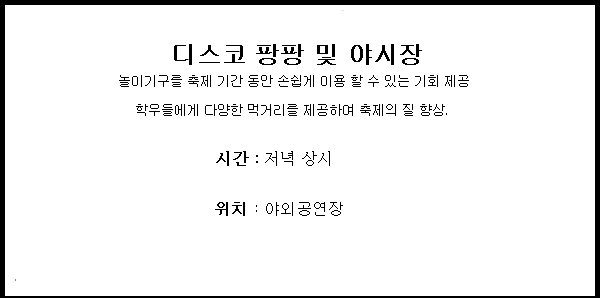 디스코 팡팡 및 야시장
놀이기구를 축제 기간 동안 손쉽게 이용 할 수 있는 기회 제공
학우들에게 다양한 먹거리를 제공하며 축제의 질 향상.
시간 : 저녁 상시
위치 : 야외공연장